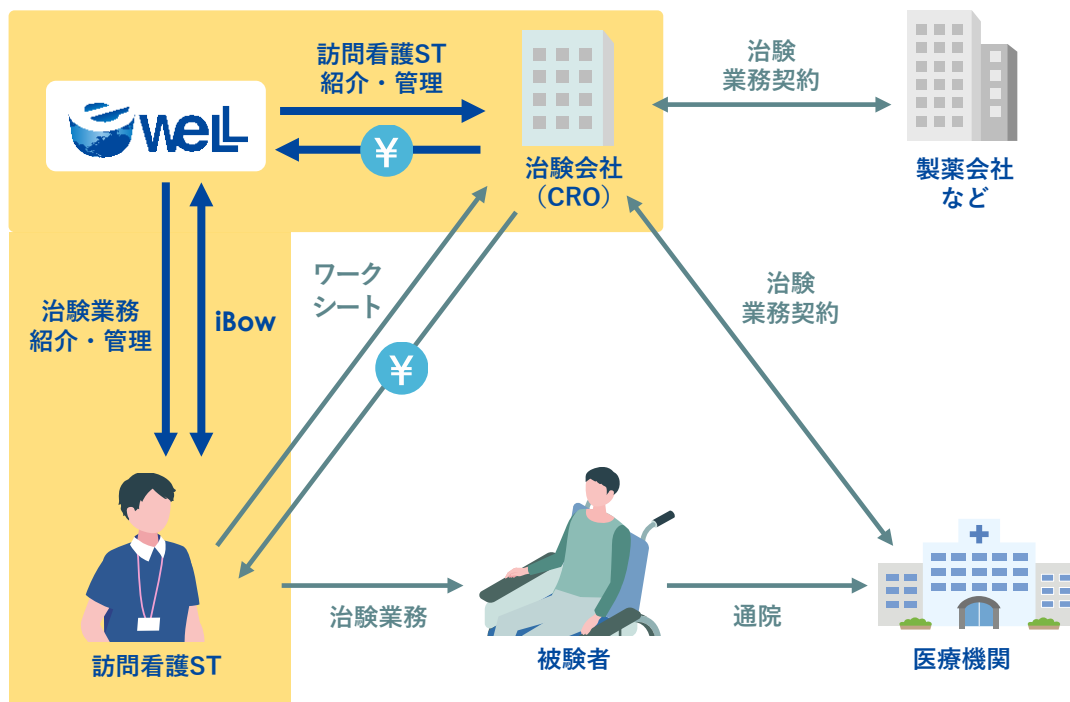 訪問看護ST
紹介・管理
eWeLL
¥
治験会社
（CRO）
治験
業務契約
製薬会社
など
治験業務
紹介・管理
iBow
ワーク
シート
¥
治験
業務契約
訪問看護ST
治験業務
被験者
通院
医療機関